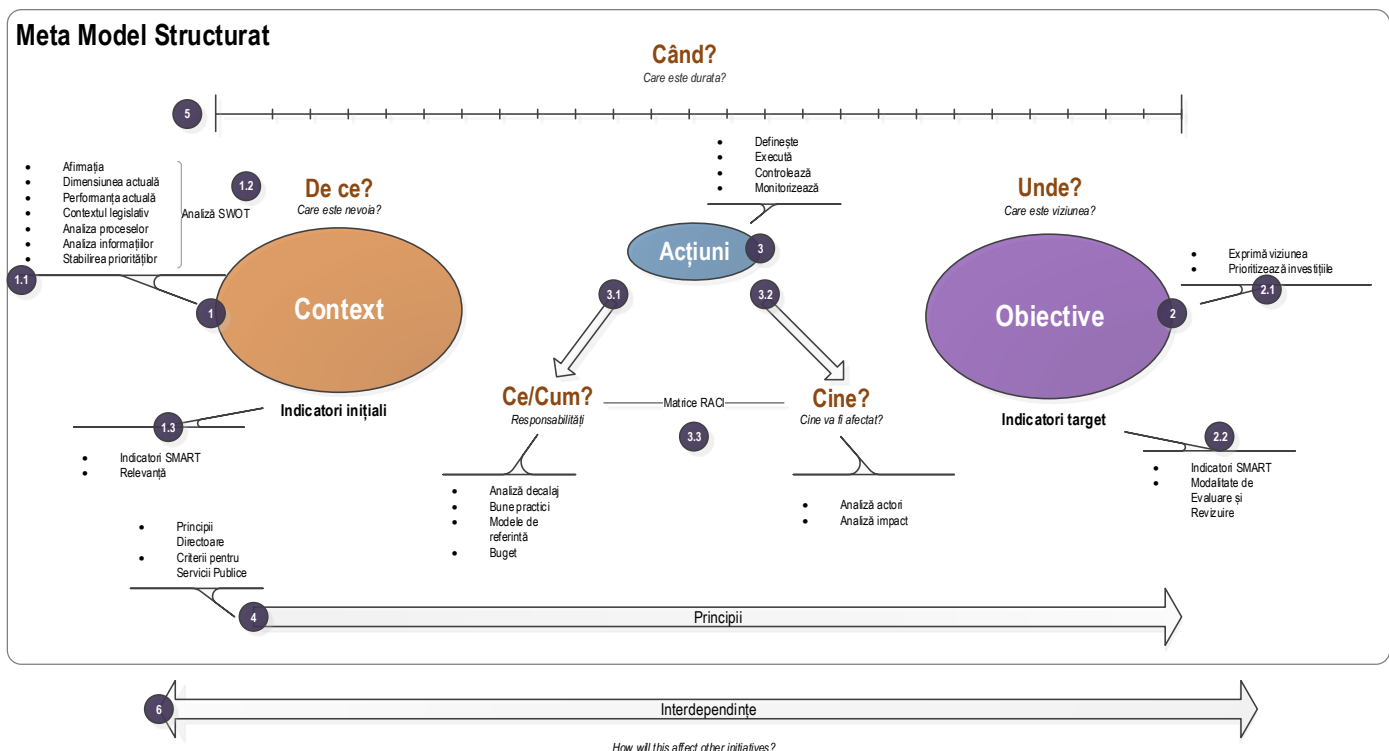 Meta Model Structurat
Când?
Care este durata?
5
Afirmația
Dimensiunea actuală
Performanța actuală
Contextul legislativ
Analiza proceselor
Analiza informațiilor
Stabilirea priorităților
Analiză SWOT
1.2
1.1
De ce?
Care este nevoia?
1
Context
Indicatori inițiali
1.3
Indicatori SMART
Relevanță
Definește
Execută
Controlează
Monitorizează
Acțiuni
3
3.1
3.2
Ce/Cum?
Responsabilități
Matrice RACI
3.3
Cine?
Cine va fi afectat?
Analiză decalaj
Bune practici
Modele de
referintă
Buget
Analiză actori
Analiză impact
Unde?
Care este viziunea?
Obiective
2
Exprimă viziunea
Prioritizează investițiile
2.1
Indicatori target
2.2
Indicatori SMART
Modalitate de
Evaluare și
Revizuire
Principii
Directoare
Criterii pentru
Servicii Publice
4
Principii
6
Interdependințe
How will this affect other initiatives?